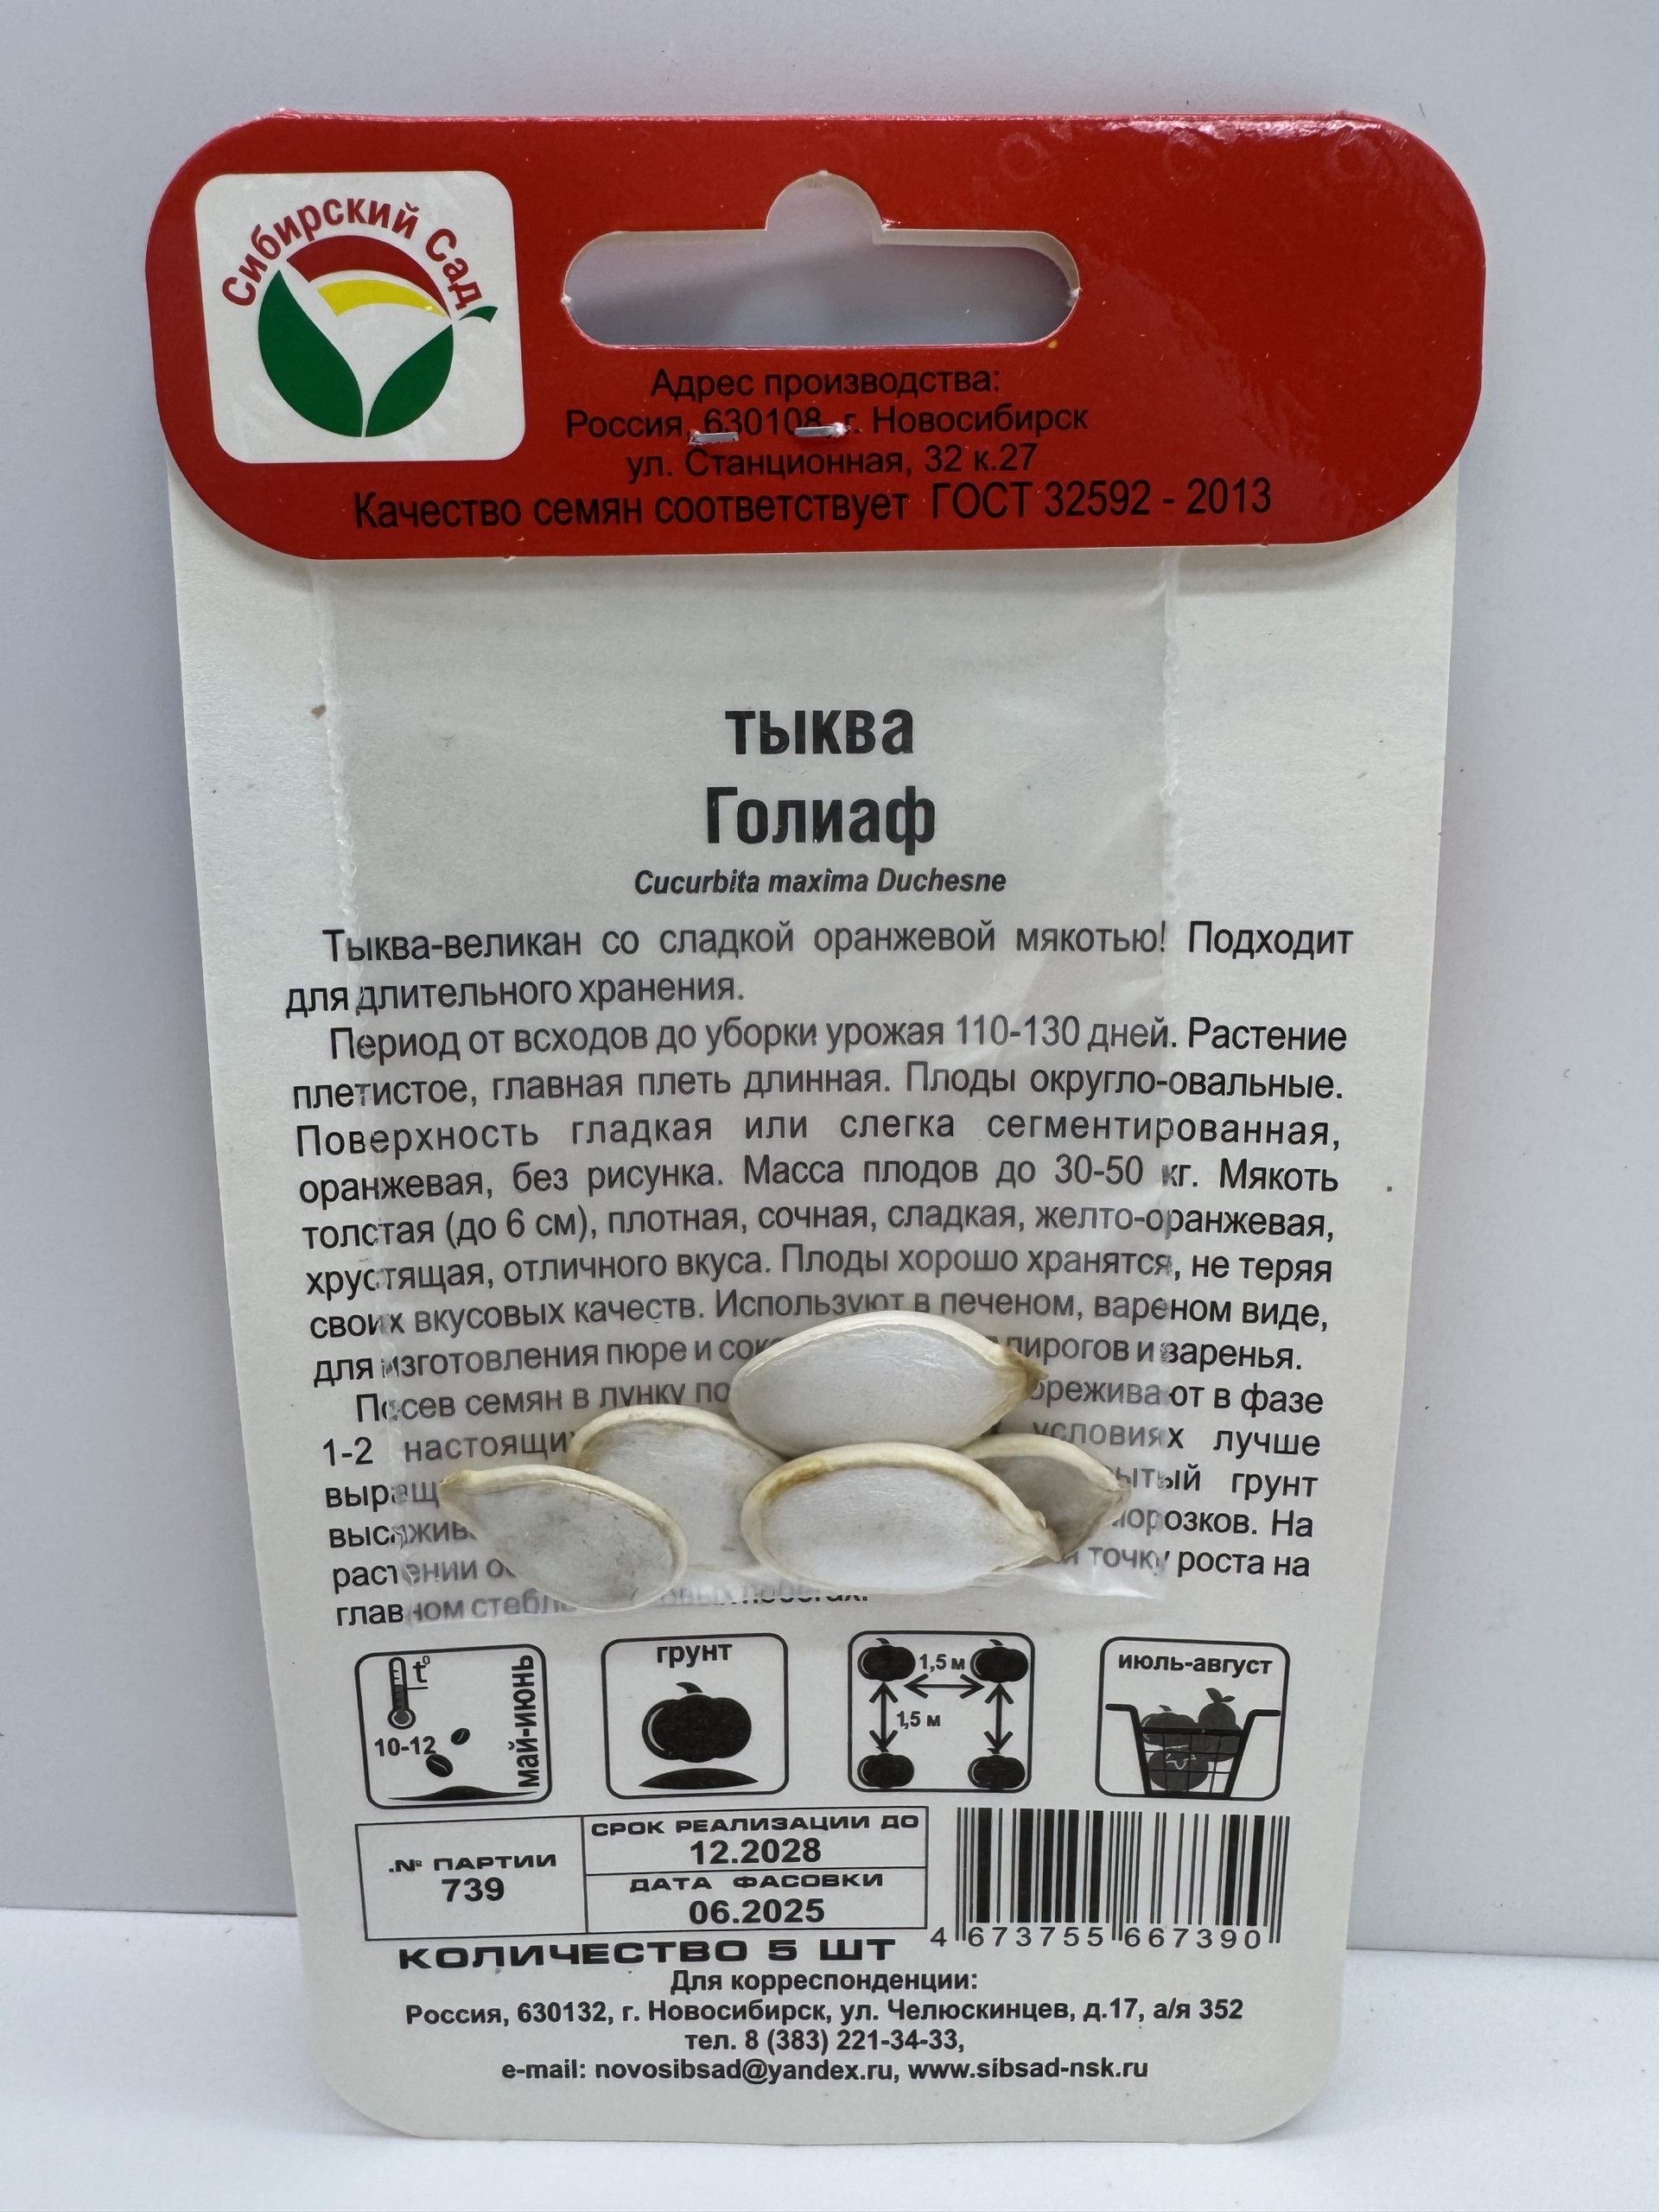 Сибирский Сад
Адрес производства:
Россия, 630108, г. Новосибирск
ул. Станционная, 32 к.27
Качество семян соответствует ГОСТ 32592 - 2013
тыква
Голиаф
Cucurbita maxima Duchesne
Тыква-великан со сладкой оранжевой мякотью! Подходит
для длительного хранения.
Период от всходов до уборки урожая 110-130 дней. Растение
плетистое, главная плеть длинная. Плоды округло-овальные.
Поверхность гладкая или слегка сегментированная,
оранжевая, без рисунка. Масса плодов до 30-50 кг. Мякоть
толстая (до 6 см), плотная, сочная, сладкая, желто-оранжевая,
хрустящая, отличного вкуса. Плоды хорошо хранятся, не теряя
своих вкусовых качеств. Используют в печеном, вареном виде,
для изготовления пюре и пирогов и варенья.
Посев семян в лунку в фазе
1-2 условиях лучше
грунт
На
растении точку роста на
главном
t°
10-12
май-июнь
грунт
1,5 м
1,5 м
июль-август
№ ПАРТИИ
739
СРОК РЕАЛИЗАЦИИ ДО
12.2028
ДАТА ФАСОВКИ
06.2025
4 673755 667390
КОЛИЧЕСТВО 5 ШТ
Для корреспонденции:
Россия, 630132, г. Новосибирск, ул. Челюскинцев, д.17, а/я 352
тел. 8 (383) 221-34-33,
e-mail: novosibsad@yandex.ru, www.sibsad-nsk.ru